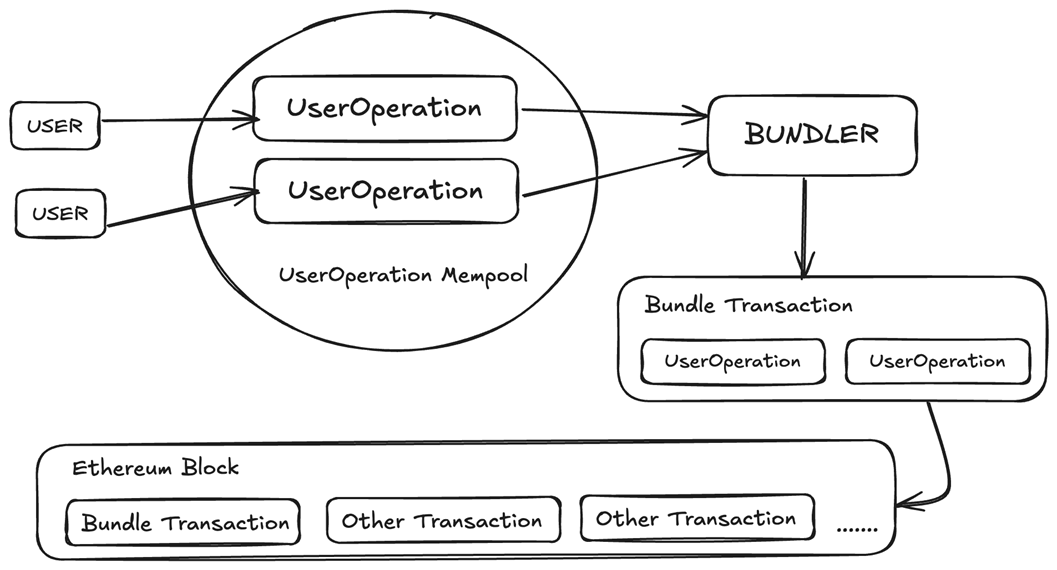 USER
UserOperation
BUNDLER
USER
UserOperation
UserOperation Mempool
Bundle Transaction
UserOperation
UserOperation
Ethereum Block
Bundle Transaction
Other Transaction
Other Transaction
.......